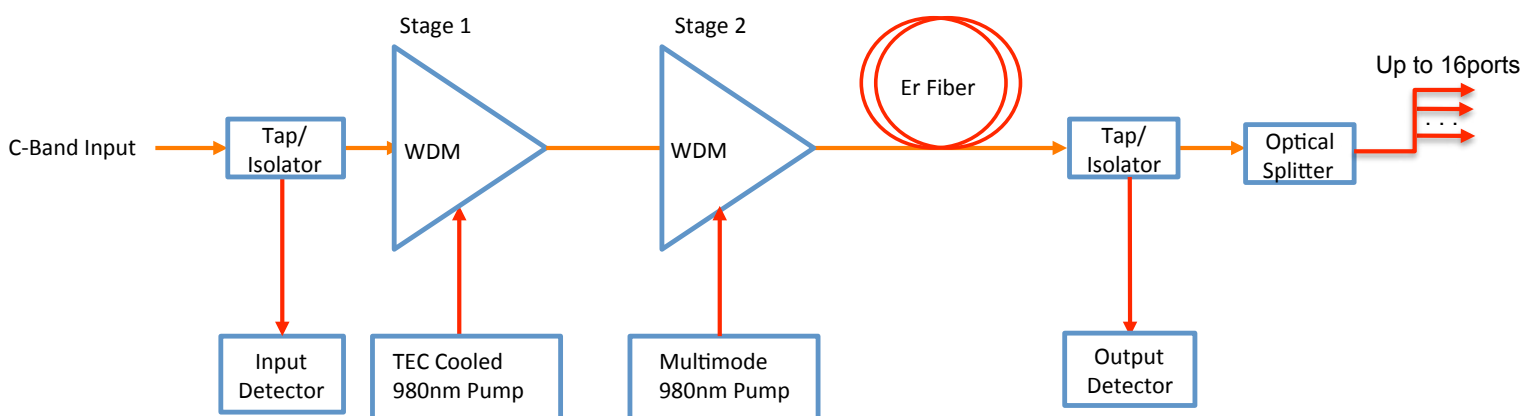 Stage 1
Stage 2
Er Fiber
Up to 16ports
C-Band Input
Tap/
Isolator
WDM
WDM
Tap/
Isolator
Optical
Splitter
. . .
Input
Detector
TEC Cooled
980nm Pump
Multimode
980nm Pump
Output
Detector